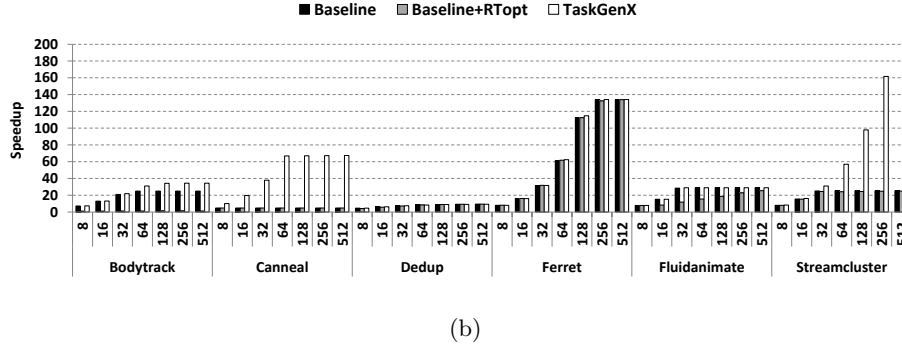 Baseline Baseline+RTopt TaskGenX
Speedup
200
180
160
140
120
100
80
60
40
20
0
8 16 32 64 128 256 512 8 16 32 64 128 256 512 8 16 32 64 128 256 512 8 16 32 64 128 256 512 8 16 32 64 128 256 512 8 16 32 64 128 256 512
Bodytrack Canneal Dedup Ferret Fluidanimate Streamcluster
(b)